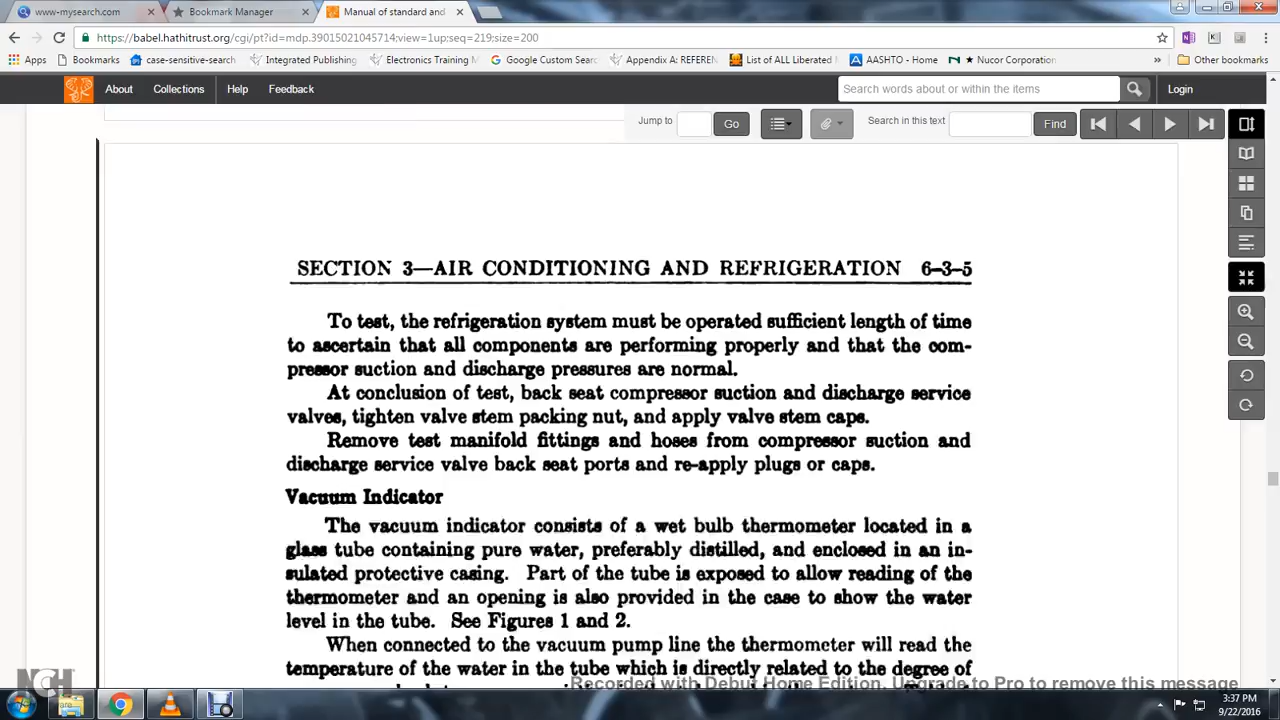 www-mysearch.com
Bookmark Manager
Manual of standard and
https://babel.hathitrust.org/cgi/pt?id=mdp.39015021045714;view=1up;seq=219;size=200
Apps
Bookmarks
case-sensitive-search
Integrated Publishing
Electronics Training M
Google Custom Searc
Appendix A: REFEREN
List of ALL Liberated
AASHTO - Home
Nucor Corporation
Other bookmarks
About
Collections
Help
Feedback
Search words about or within the items
Login
Jump to
Go
Search in this text
Find
SECTION 3—AIR CONDITIONING AND REFRIGERATION 6–3–5
To test, the refrigeration system must be operated sufficient length of time
to ascertain that all components are performing properly and that the com-
pressor suction and discharge pressures are normal.
At conclusion of test, back seat compressor suction and discharge service
valves, tighten valve stem packing nut, and apply valve stem caps.
Remove test manifold fittings and hoses from compressor suction and
discharge service valve back seat ports and re-apply plugs or caps.
Vacuum Indicator
The vacuum indicator consists of a wet bulb thermometer located in a
glass tube containing pure water, preferably distilled, and enclosed in an in-
sulated protective casing. Part of the tube is exposed to allow reading of the
thermometer and an opening is also provided in the case to show the water
level in the tube. See Figures 1 and 2.
When connected to the vacuum pump line the thermometer will read the
temperature of the water in the tube which is directly related to the degree of
Recorded with Debut Home Edition. Upgrade to Pro to remove this message
NCH
3:37 PM
9/22/2016